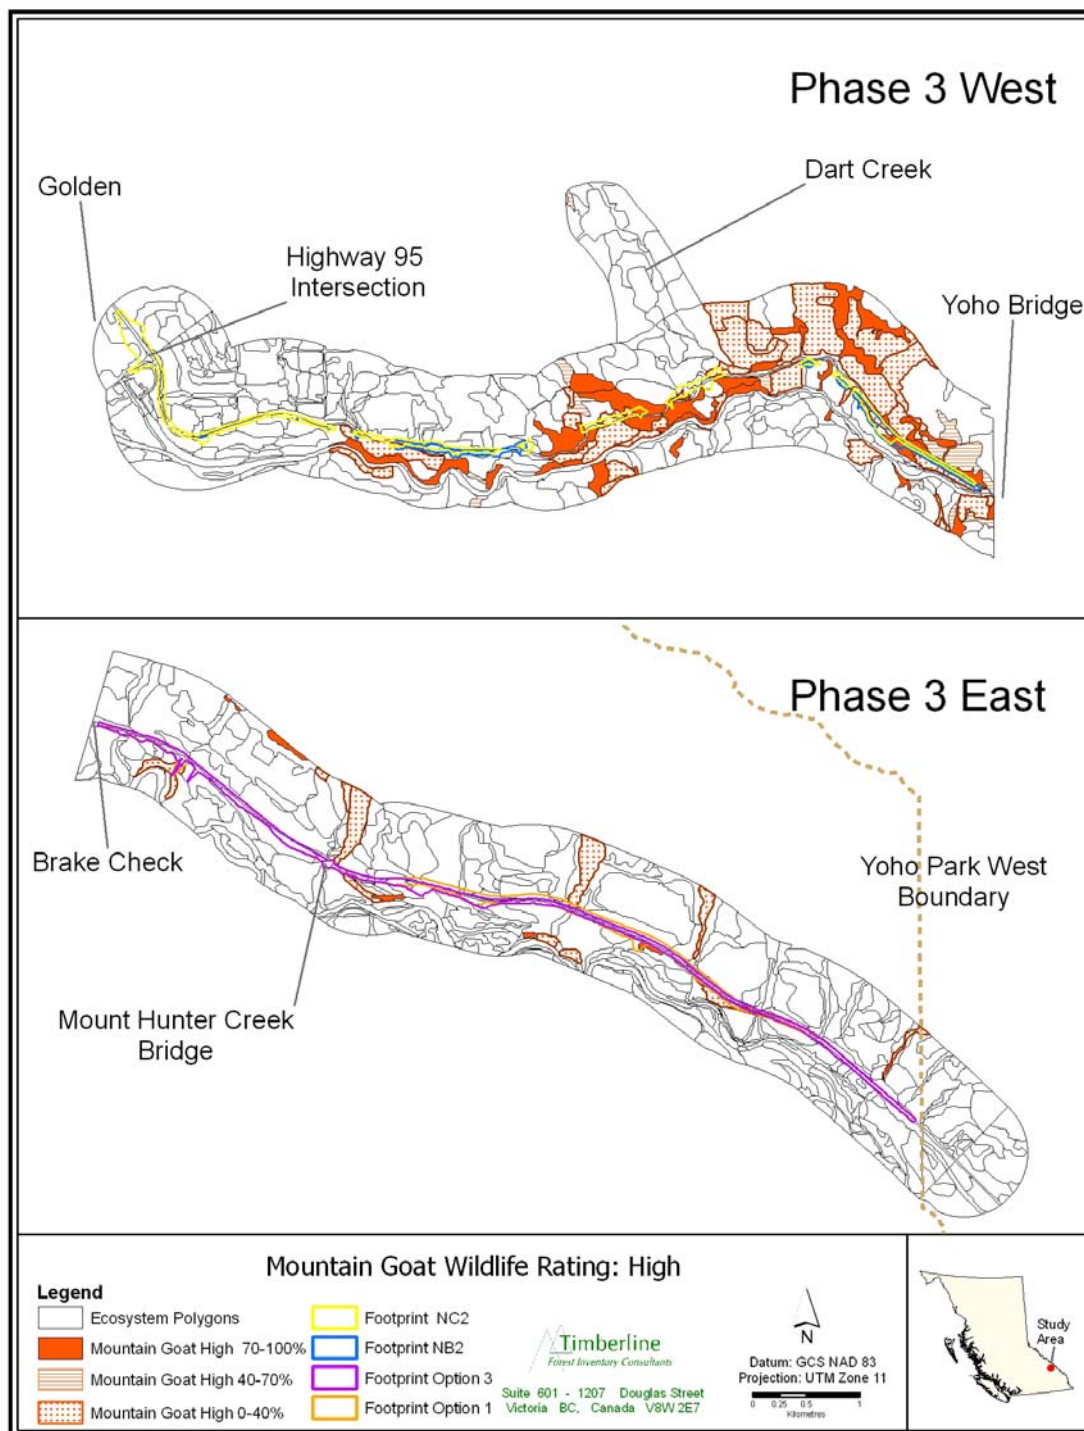 Phase 3 West
Golden
Dart Creek
Highway 95
Intersection
Yoho Bridge
Phase 3 East
Brake Check
Yoho Park West
Boundary
Mount Hunter Creek
Bridge
Mountain Goat Wildlife Rating: High
Legend
Ecosystem Polygons
Mountain Goat High 70-100%
Mountain Goat High 40-70%
Mountain Goat High 0-40%
Footprint NC2
Footprint NB2
Footprint Option 3
Footprint Option 1
Timberline
Forest Inventory Consultants
Suite 601 - 1207 Douglas Street
Victoria BC, Canada V8W 2E7
N
Datum: GCS NAD 83
Projection: UTM Zone 11
0 0.25 0.5 1
Kilometres
Study
Area